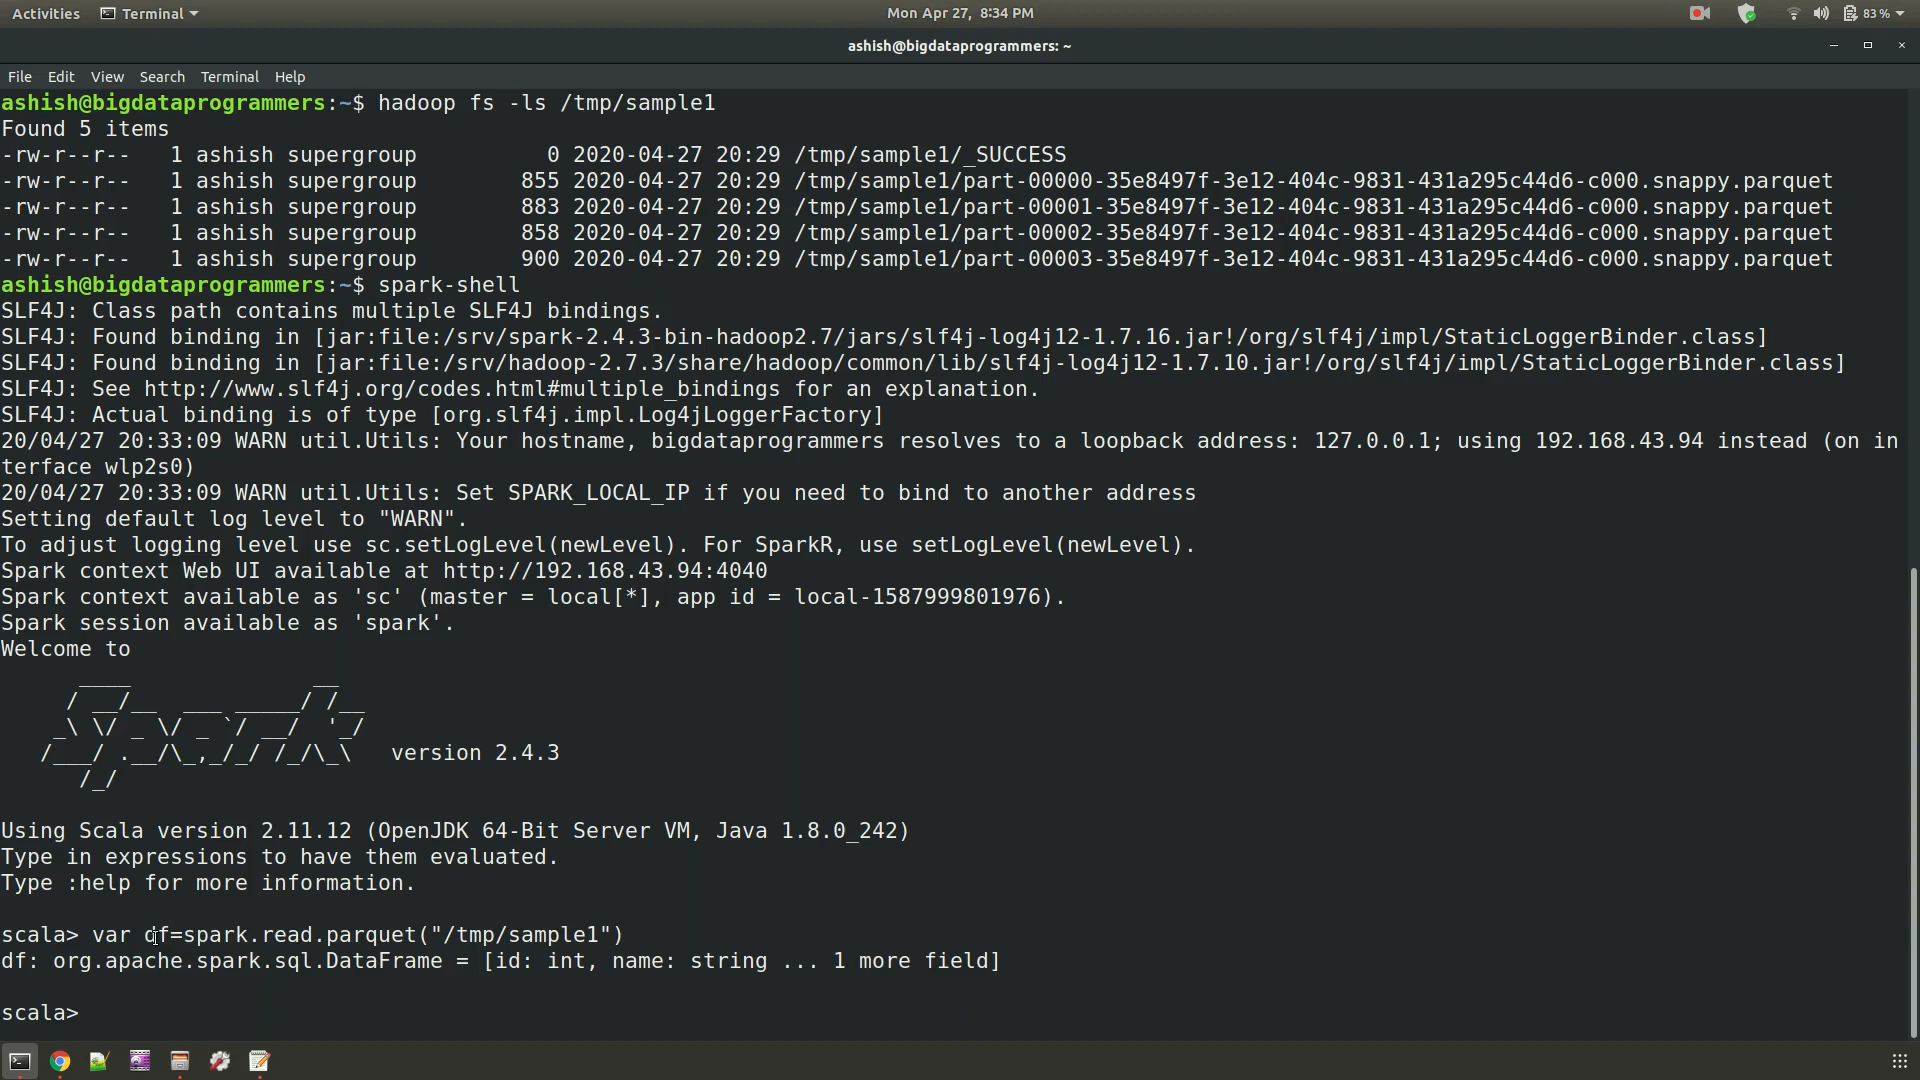 Activities Terminal Mon Apr 27, 8:34 PM 83 %
ashish@bigdataprogrammers: ~
File Edit View Search Terminal Help
ashish@bigdataprogrammers:~$ hadoop fs -ls /tmp/sample1
Found 5 items
-rw-r--r--   1 ashish supergroup          0 2020-04-27 20:29 /tmp/sample1/_SUCCESS
-rw-r--r--   1 ashish supergroup        855 2020-04-27 20:29 /tmp/sample1/part-00000-35e8497f-3e12-404c-9831-431a295c44d6-c000.snappy.parquet
-rw-r--r--   1 ashish supergroup        883 2020-04-27 20:29 /tmp/sample1/part-00001-35e8497f-3e12-404c-9831-431a295c44d6-c000.snappy.parquet
-rw-r--r--   1 ashish supergroup        858 2020-04-27 20:29 /tmp/sample1/part-00002-35e8497f-3e12-404c-9831-431a295c44d6-c000.snappy.parquet
-rw-r--r--   1 ashish supergroup        900 2020-04-27 20:29 /tmp/sample1/part-00003-35e8497f-3e12-404c-9831-431a295c44d6-c000.snappy.parquet
ashish@bigdataprogrammers:~$ spark-shell
SLF4J: Class path contains multiple SLF4J bindings.
SLF4J: Found binding in [jar:file:/srv/spark-2.4.3-bin-hadoop2.7/jars/slf4j-log4j12-1.7.16.jar!/org/slf4j/impl/StaticLoggerBinder.class]
SLF4J: Found binding in [jar:file:/srv/hadoop-2.7.3/share/hadoop/common/lib/slf4j-log4j12-1.7.10.jar!/org/slf4j/impl/StaticLoggerBinder.class]
SLF4J: See http://www.slf4j.org/codes.html#multiple_bindings for an explanation.
SLF4J: Actual binding is of type [org.slf4j.impl.Log4jLoggerFactory]
20/04/27 20:33:09 WARN util.Utils: Your hostname, bigdataprogrammers resolves to a loopback address: 127.0.0.1; using 192.168.43.94 instead (on in
terface wlp2s0)
20/04/27 20:33:09 WARN util.Utils: Set SPARK_LOCAL_IP if you need to bind to another address
Setting default log level to "WARN".
To adjust logging level use sc.setLogLevel(newLevel). For SparkR, use setLogLevel(newLevel).
Spark context Web UI available at http://192.168.43.94:4040
Spark context available as 'sc' (master = local[*], app id = local-1587999801976).
Spark session available as 'spark'.
Welcome to
      ____              __
     / __/__  ___ _____/ /__
    _\ \/ _ \/ _ `/ __/  '_/
   /___/ .__/\_,_/_/ /_/\_\   version 2.4.3
      /_/
Using Scala version 2.11.12 (OpenJDK 64-Bit Server VM, Java 1.8.0_242)
Type in expressions to have them evaluated.
Type :help for more information.
scala> var df=spark.read.parquet("/tmp/sample1")
df: org.apache.spark.sql.DataFrame = [id: int, name: string ... 1 more field]
scala>